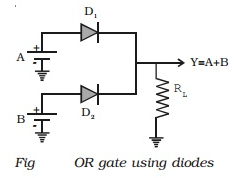 D1
+
A
-
Y=A+B
RL
+
B
-
D2
Fig OR gate using diodes